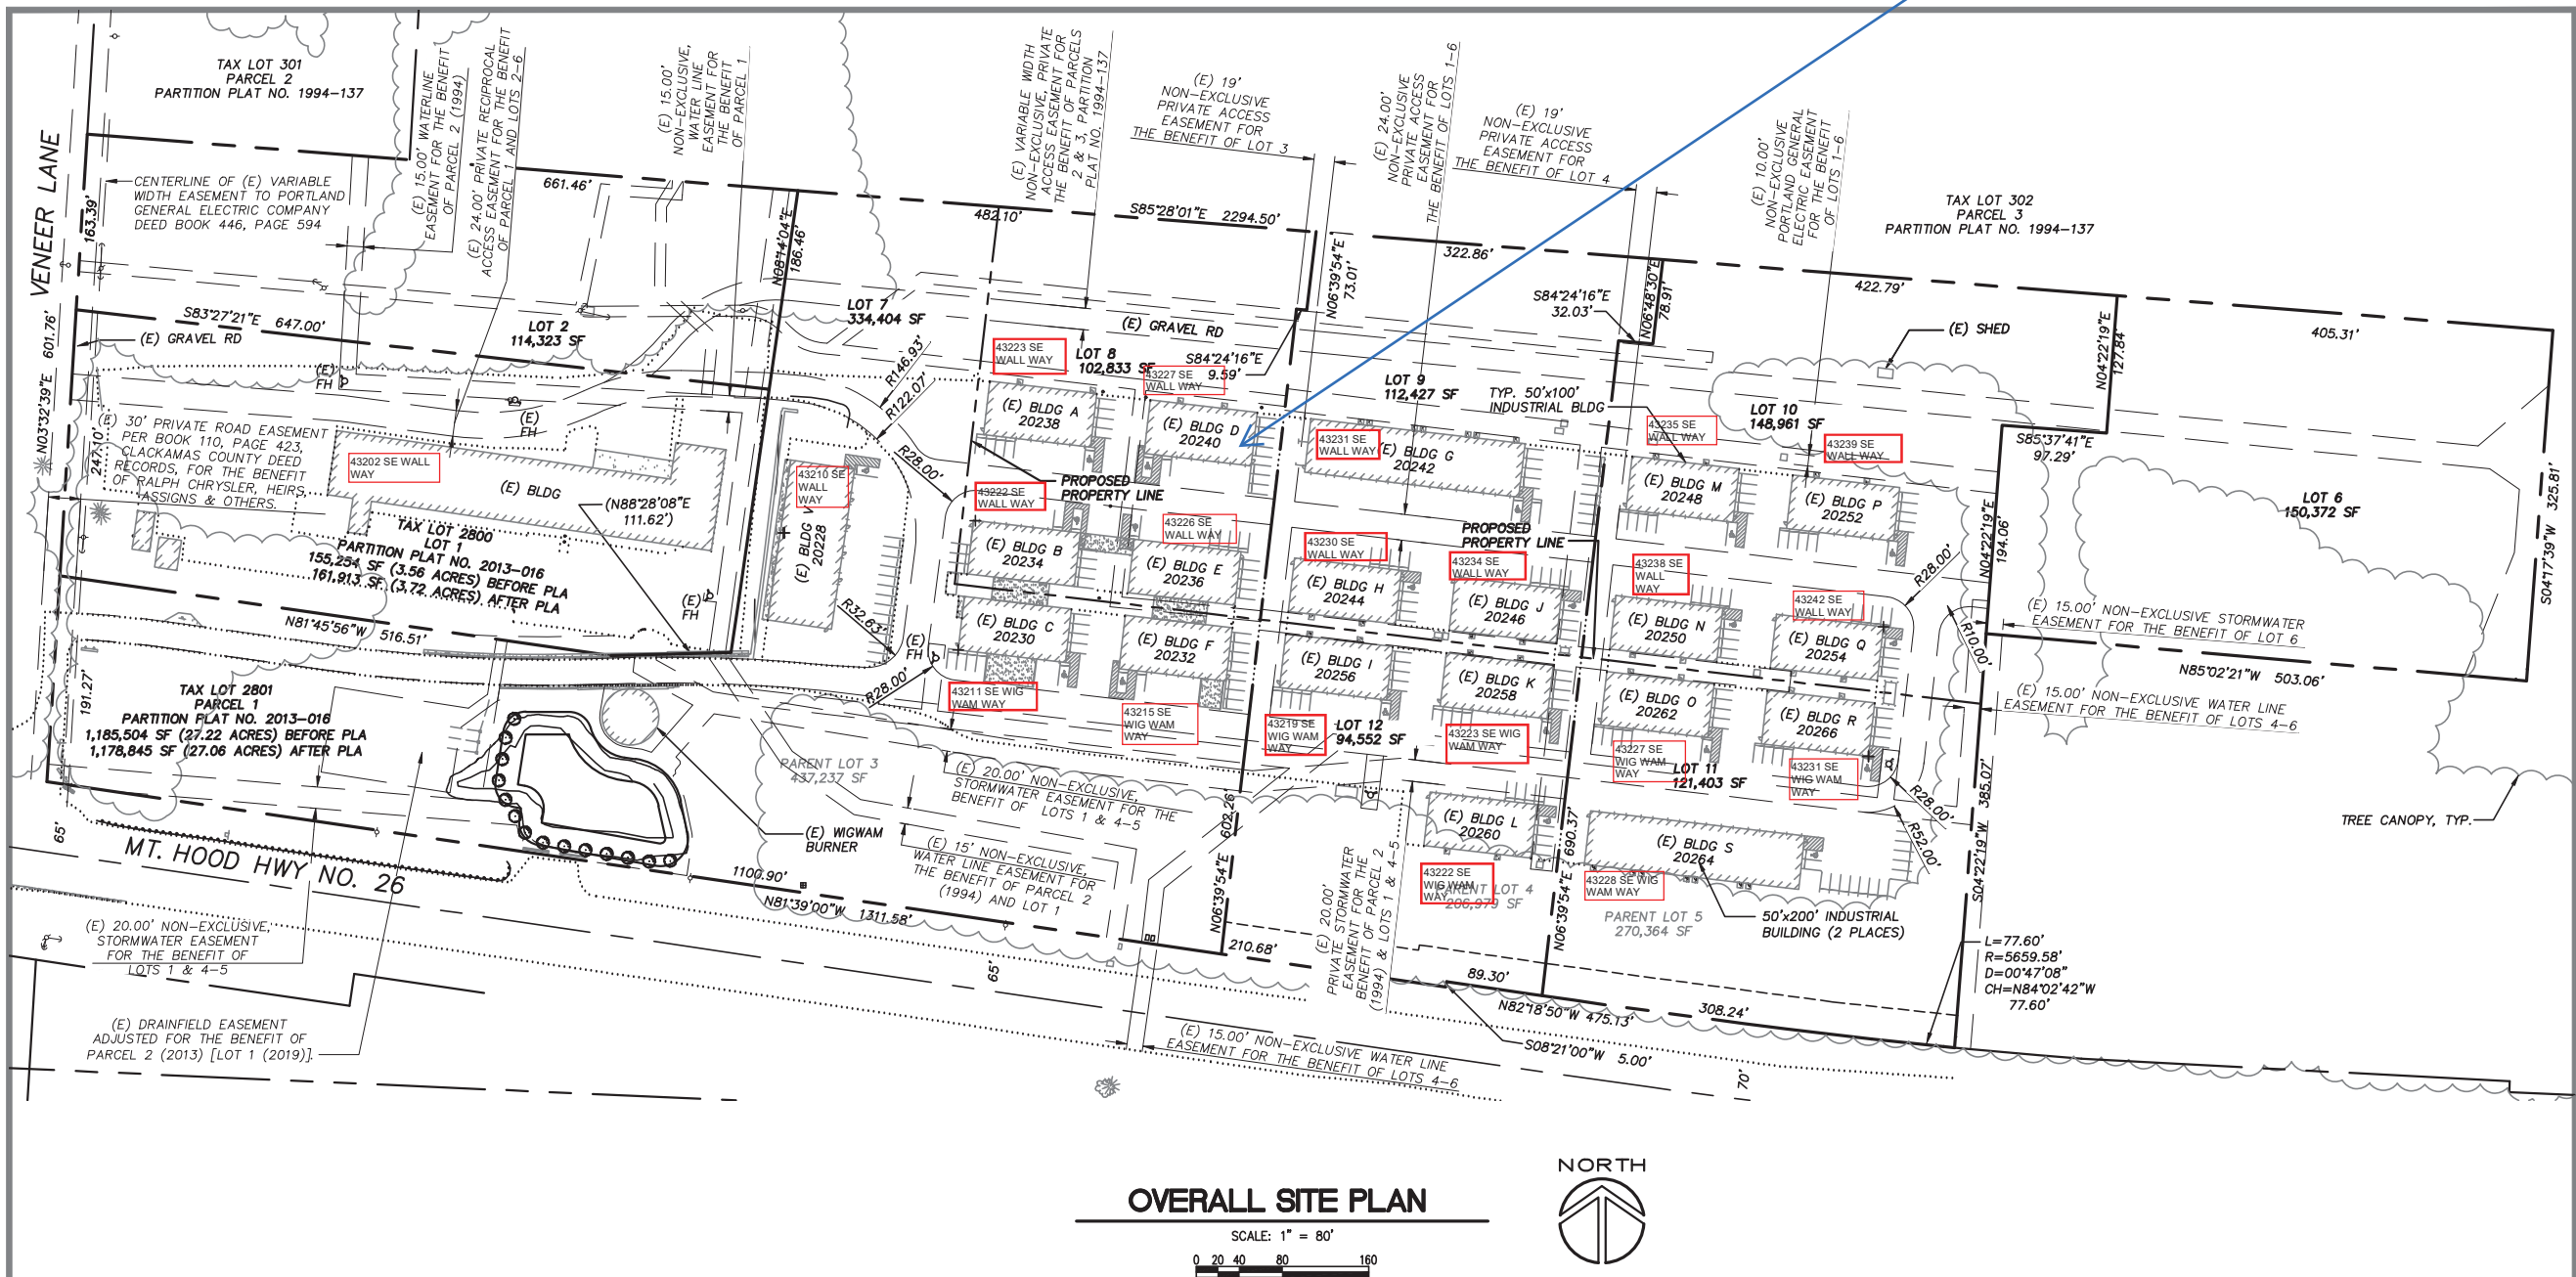 TAX LOT 301
PARCEL 2
PARTITION PLAT NO. 1994-137
(E) 15.00' WATERLINE
EASEMENT FOR THE BENEFIT
OF PARCEL 2 (1994)
(E) 24.00' PRIVATE RECIPROCAL
ACCESS EASEMENT FOR THE BENEFIT
OF PARCEL 1 AND LOTS 2-6
(E) 15.00'
NON-EXCLUSIVE,
WATER LINE
EASEMENT FOR
THE BENEFIT
OF PARCEL 1
(E) VARIABLE WIDTH
NON-EXCLUSIVE, PRIVATE
ACCESS EASEMENT FOR
THE BENEFIT OF PARCELS
2 & 3, PARTITION
PLAT NO. 1994-137
(E) 19'
NON-EXCLUSIVE
PRIVATE ACCESS
EASEMENT FOR
THE BENEFIT OF LOT 3
(E) 24.00'
NON-EXCLUSIVE
PRIVATE ACCESS
EASEMENT FOR
THE BENEFIT OF LOTS 1-6
(E) 19'
NON-EXCLUSIVE
PRIVATE ACCESS
EASEMENT FOR
THE BENEFIT OF LOT 4
(E) 10.00'
NON-EXCLUSIVE
PORTLAND GENERAL
ELECTRIC EASEMENT
FOR THE BENEFIT
OF LOTS 1-6
TAX LOT 302
PARCEL 3
PARTITION PLAT NO. 1994-137
VENEER LANE
163.39'
CENTERLINE OF (E) VARIABLE
WIDTH EASEMENT TO PORTLAND
GENERAL ELECTRIC COMPANY
DEED BOOK 446, PAGE 594
661.46'
N08°14'04"E
186.46'
482.10'
S85°28'01"E 2294.50'
N06°39'54"E
73.01'
322.86'
S84°24'16"E
32.03'
N06°48'30"E
78.91'
422.79'
N04°22'19"E
127.84'
405.31'
N03°32'39"E 601.76'
S83°27'21"E 647.00'
(E) GRAVEL RD
LOT 2
114,323 SF
LOT 7
334,404 SF
(E) GRAVEL RD
(E) SHED
R146.93'
R122.07'
43223 SE
WALL WAY
LOT 8
102,833 SF
S84°24'16"E
9.59'
43227 SE
WALL WAY
LOT 9
112,427 SF
TYP. 50'x100'
INDUSTRIAL BLDG
LOT 10
148,961 SF
43235 SE
WALL WAY
43239 SE
WALL WAY
S85°37'41"E
97.29'
(E)
FH
(E)
FH
247.10'
(E) 30' PRIVATE ROAD EASEMENT
PER BOOK 110, PAGE 423,
CLACKAMAS COUNTY DEED
RECORDS, FOR THE BENEFIT
OF RALPH CHRYSLER, HEIRS,
ASSIGNS & OTHERS.
43202 SE WALL
WAY
(E) BLDG
(N88°28'08"E
111.62')
43210 SE
WALL
WAY
(E) BLDG V
20228
R28.00'
(E) BLDG A
20238
(E) BLDG D
20240
43231 SE
WALL WAY
(E) BLDG G
20242
(E) BLDG M
20248
(E) BLDG P
20252
LOT 6
150,372 SF
S04°17'39"W 325.81'
N04°22'19"E
194.06'
43222 SE
WALL WAY
PROPOSED
PROPERTY LINE
43226 SE
WALL WAY
43230 SE
WALL WAY
PROPOSED
PROPERTY LINE
43234 SE
WALL WAY
43238 SE
WALL
WAY
43242 SE
WALL WAY
R28.00'
R10.00'
TAX LOT 2800
LOT 1
PARTITION PLAT NO. 2013-016
155,254 SF (3.56 ACRES) BEFORE PLA
161,913 SF (3.72 ACRES) AFTER PLA
(E)
FH
(E) BLDG B
20234
(E) BLDG E
20236
(E) BLDG H
20244
(E) BLDG J
20246
(E) BLDG N
20250
(E) BLDG Q
20254
(E) 15.00' NON-EXCLUSIVE STORMWATER
EASEMENT FOR THE BENEFIT OF LOT 6
N81°45'56"W 516.51'
R32.63'
(E)
FH
(E) BLDG C
20230
(E) BLDG F
20232
(E) BLDG I
20256
(E) BLDG K
20258
(E) BLDG O
20262
(E) BLDG R
20266
N85°02'21"W 503.06'
(E) 15.00' NON-EXCLUSIVE WATER LINE
EASEMENT FOR THE BENEFIT OF LOTS 4-6
191.27'
TAX LOT 2801
PARCEL 1
PARTITION PLAT NO. 2013-016
1,185,504 SF (27.22 ACRES) BEFORE PLA
1,178,845 SF (27.06 ACRES) AFTER PLA
R28.00'
43211 SE WIG
WAM WAY
43215 SE
WIG WAM
WAY
43219 SE
WIG WAM
WAY
LOT 12
94,552 SF
43223 SE WIG
WAM WAY
43227 SE
WIG WAM
WAY
LOT 11
121,403 SF
43231 SE
WIG WAM
WAY
PARENT LOT 3
437,237 SF
(E) 20.00' NON-EXCLUSIVE,
STORMWATER EASEMENT FOR THE
BENEFIT OF LOTS 1 & 4-5
R28.00'
R52.00'
TREE CANOPY, TYP.
65'
MT. HOOD HWY NO. 26
(E) WIGWAM
BURNER
(E) 15' NON-EXCLUSIVE,
WATER LINE EASEMENT FOR
THE BENEFIT OF PARCEL 2
(1994) AND LOT 1
602.26'
N06°39'54"E
(E) BLDG L
20260
(E) BLDG S
20264
N06°39'54"E 690.37'
S04°22'19"W 385.07'
1100.90'
N81°39'00"W 1311.58'
43222 SE
WIG WAM
WAY
PARENT LOT 4
206,979 SF
43228 SE WIG
WAM WAY
PARENT LOT 5
270,364 SF
50'x200' INDUSTRIAL
BUILDING (2 PLACES)
(E) 20.00' NON-EXCLUSIVE,
STORMWATER EASEMENT
FOR THE BENEFIT OF
LOTS 1 & 4-5
65'
210.68'
(E) 20.00'
PRIVATE STORMWATER
EASEMENT FOR THE
BENEFIT OF PARCEL 2
(1994) & LOTS 1 & 4-5
89.30'
N82°18'50"W 475.13'
308.24'
L=77.60'
R=5659.58'
D=00°47'08"
CH=N84°02'42"W
77.60'
(E) DRAINFIELD EASEMENT
ADJUSTED FOR THE BENEFIT OF
PARCEL 2 (2013) [LOT 1 (2019)].
(E) 15.00' NON-EXCLUSIVE WATER LINE
EASEMENT FOR THE BENEFIT OF LOTS 4-6
S08°21'00"W 5.00'
70'
OVERALL SITE PLAN
SCALE: 1" = 80'
0 20 40 80 160
NORTH